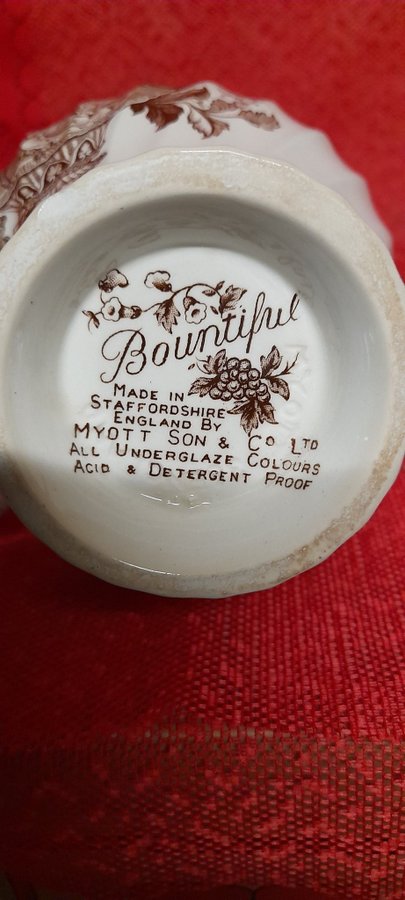 Bountiful
MADE IN
STAFFORDSHIRE
ENGLAND BY
MYOTT SON & CO LTD
ALL UNDERGLAZE COLOURS
ACID & DETERGENT PROOF